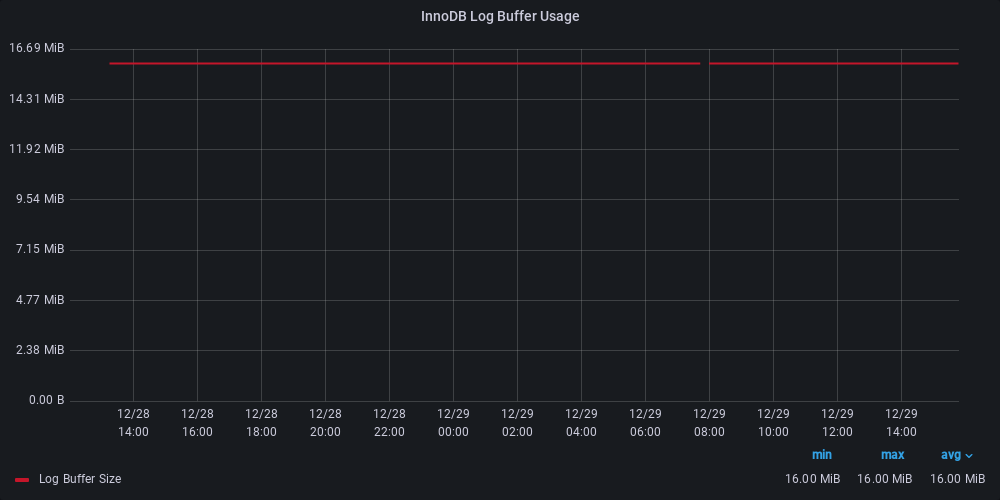 InnoDB Log Buffer Usage
16.69 MiB
14.31 MiB
11.92 MiB
9.54 MiB
7.15 MiB
4.77 MiB
2.38 MiB
0.00 B
12/28 12/28 12/28 12/28 12/28 12/29 12/29 12/29 12/29 12/29 12/29 12/29 12/29
14:00 16:00 18:00 20:00 22:00 00:00 02:00 04:00 06:00 08:00 10:00 12:00 14:00
min max avg
Log Buffer Size 16.00 MiB 16.00 MiB 16.00 MiB